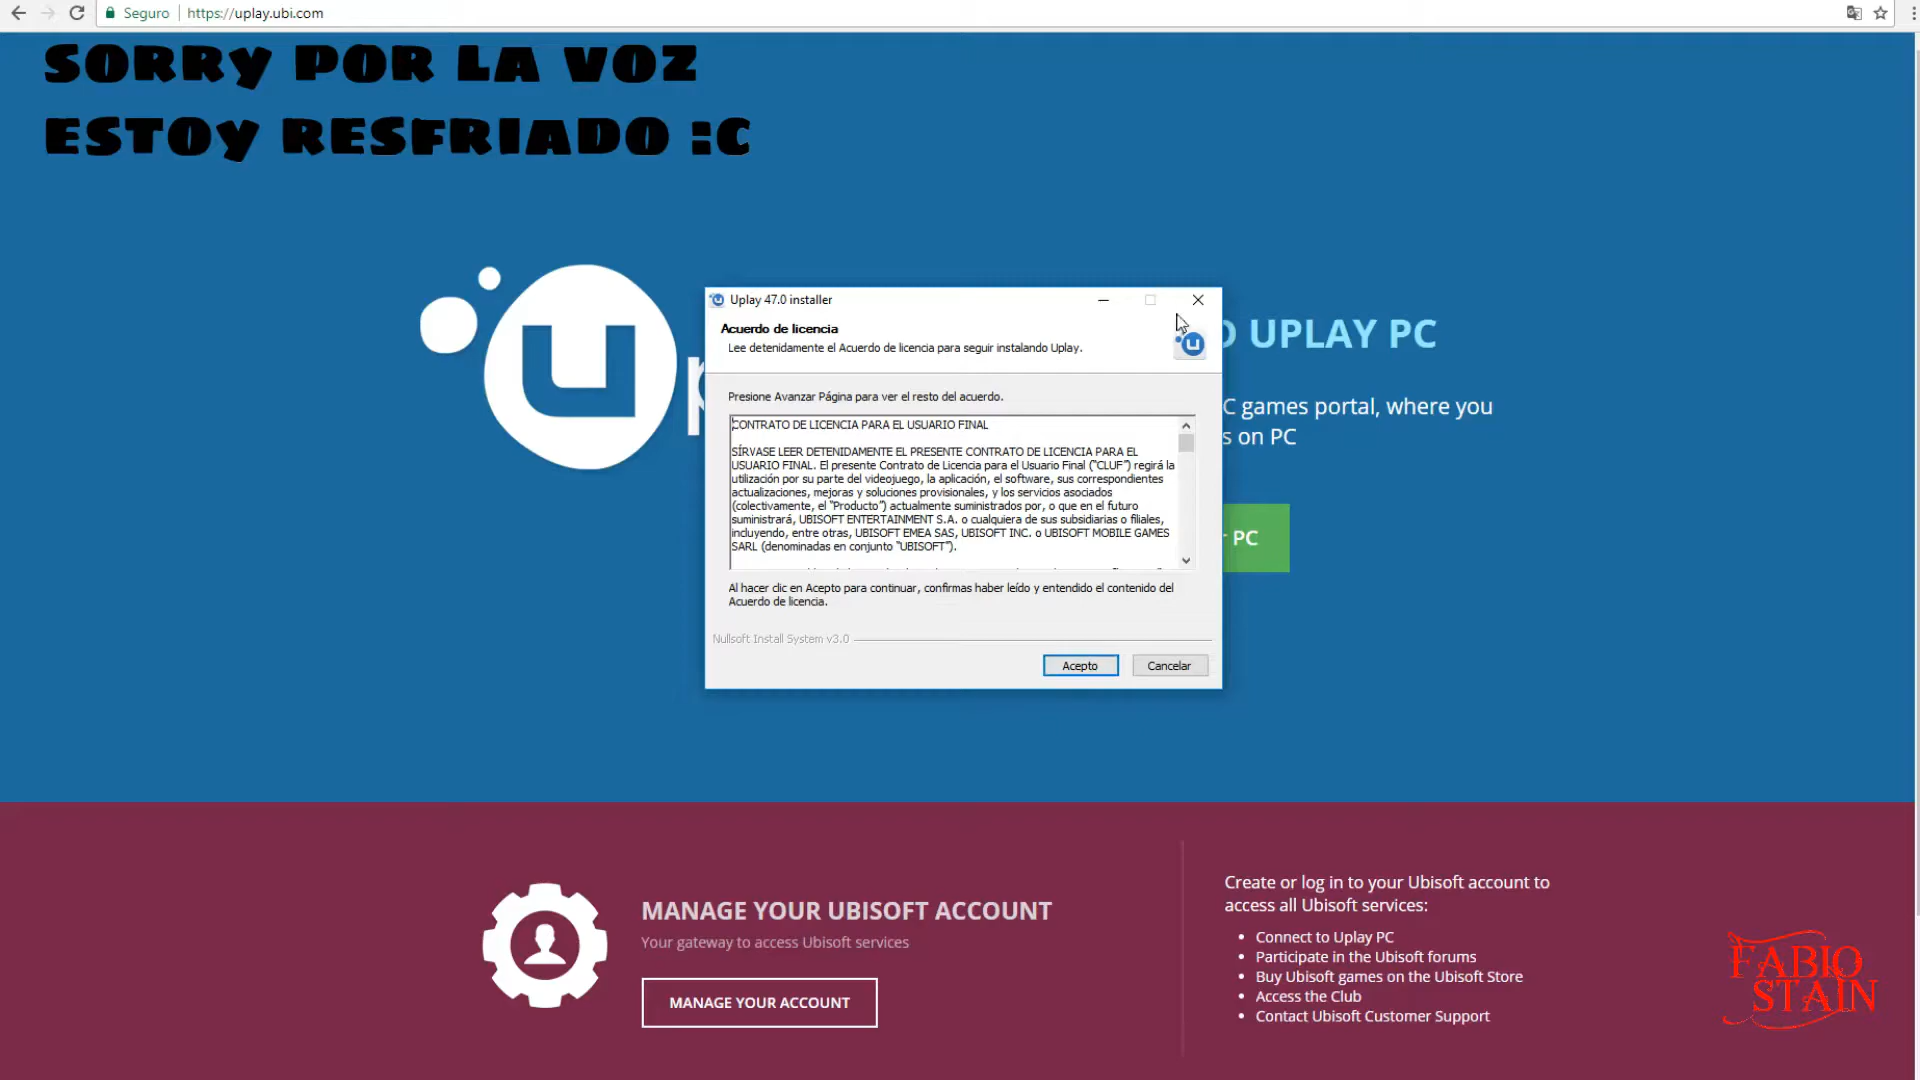 Seguro
https://uplay.ubi.com
SORRY POR LA VOZ
ESTOY RESFRIADO :C
Uplay 47.0 installer
Acuerdo de licencia
Lee detenidamente el Acuerdo de licencia para seguir instalando Uplay.
Presione Avanzar Página para ver el resto del acuerdo.
CONTRATO DE LICENCIA PARA EL USUARIO FINAL
SÍRVASE LEER DETENIDAMENTE EL PRESENTE CONTRATO DE LICENCIA PARA EL
USUARIO FINAL. El presente Contrato de Licencia para el Usuario Final ("CLUF") regirá la
utilización por su parte del videojuego, la aplicación, el software, sus correspondientes
actualizaciones, mejoras y soluciones provisionales, y los servicios asociados
(colectivamente, el "Producto") actualmente suministrados por, o que en el futuro
suministrará, UBISOFT ENTERTAINMENT S.A. o cualquiera de sus subsidiarias o filiales,
incluyendo, entre otras, UBISOFT EMEA SAS, UBISOFT INC. o UBISOFT MOBILE GAMES
SARL (denominadas en conjunto "UBISOFT").
Al hacer clic en Acepto para continuar, confirmas haber leído y entendido el contenido del
Acuerdo de licencia.
Nullsoft Install System v3.0
Acepto
Cancelar
O UPLAY PC
C games portal, where you
s on PC
PC
MANAGE YOUR UBISOFT ACCOUNT
Your gateway to access Ubisoft services
MANAGE YOUR ACCOUNT
Create or log in to your Ubisoft account to
access all Ubisoft services:
• Connect to Uplay PC
• Participate in the Ubisoft forums
• Buy Ubisoft games on the Ubisoft Store
• Access the Club
• Contact Ubisoft Customer Support
FABIO
STAIN